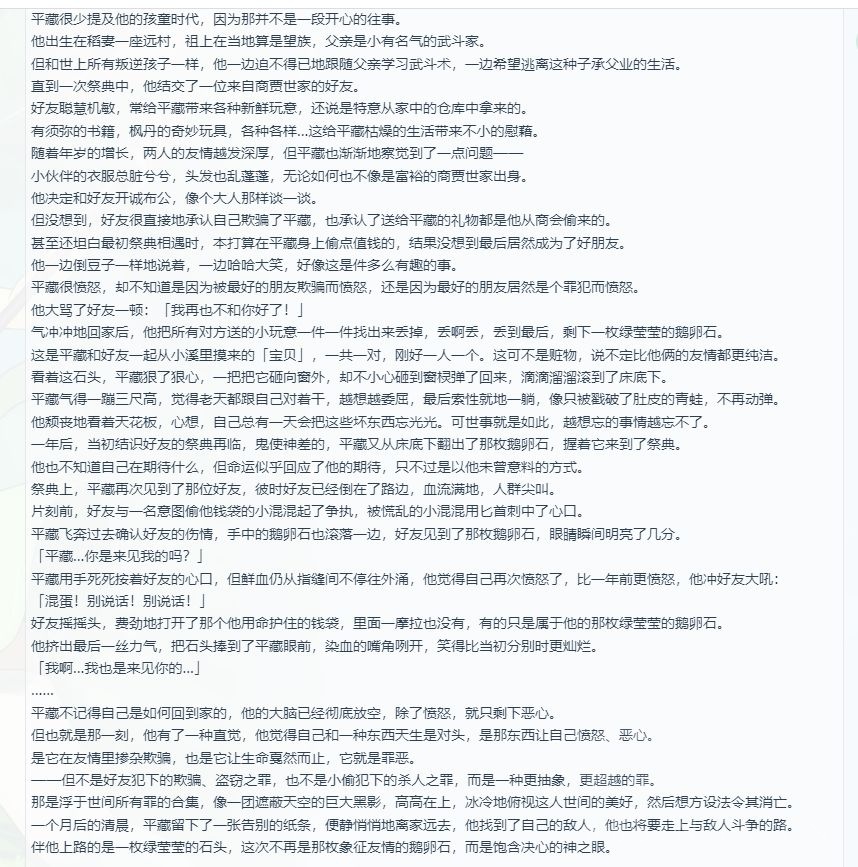 平藏很少提及他的孩童时代，因为那并不是一段开心的往事。
他出生在稻妻一座远村，祖上在当地算是望族，父亲是小有名气的武斗家。
但和世上所有叛逆孩子一样，他一边迫不得已地跟随父亲学习武斗术，一边希望逃离这种子承父业的生活。
直到一次祭典中，他结交了一位来自商贾世家的好友。
好友聪慧机敏，常给平藏带来各种新鲜玩意，还说是特意从家中的仓库中拿来的。
有须弥的书籍，枫丹的奇妙玩具，各种各样...这给平藏枯燥的生活带来不小的慰藉。
随着年岁的增长，两人的友情越发深厚，但平藏也渐渐地察觉到了一点问题——
小伙伴的衣服总脏兮兮，头发也乱蓬蓬，无论如何也不像是富裕的商贾世家出身。
他决定和好友开诚布公，像个大人那样谈一谈。
但没想到，好友很直接地承认自己欺骗了平藏，也承认了送给平藏的礼物都是他从商会偷来的。
甚至还坦白最初祭典相遇时，本打算在平藏身上偷点值钱的，结果没想到最后居然成为了好朋友。
他一边倒豆子一样地说着，一边哈哈大笑，好像这是件多么有趣的事。
平藏很愤怒，却不知道是因为被最好的朋友欺骗而愤怒，还是因为最好的朋友居然是个罪犯而愤怒。
他大骂了好友一顿：「我再也不和你好了！」
气冲冲地回家后，他把所有对方送的小玩意一件一件找出来丢掉，丢啊丢，丢到最后，剩下一枚绿莹莹的鹅卵石。
这是平藏和好友一起从小溪里摸来的「宝贝」，一共一对，刚好一人一个。这可不是赃物，说不定比他俩的友情都更纯洁。
看着这石头，平藏狠了狠心，一把把它砸向窗外，却不小心砸到窗棂弹了回来，滴滴溜溜滚到了床底下。
平藏气得一蹦三尺高，觉得老天都跟自己对着干，越想越委屈，最后索性就地一躺，像只被戳破了肚皮的青蛙，不再动弹。
他颓丧地看着天花板，心想，自己总有一天会把这些坏东西忘光光。可世事就是如此，越想忘的事情越忘不了。
一年后，当初结识好友的祭典再临，鬼使神差的，平藏又从床底下翻出了那枚鹅卵石，握着它来到了祭典。
他也不知道自己在期待什么，但命运似乎回应了他的期待，只不过是以他未曾意料的方式。
祭典上，平藏再次见到了那位好友，彼时好友已经倒在了路边，血流满地，人群尖叫。
片刻前，好友与一名意图偷他钱袋的小混混起了争执，被慌乱的小混混用匕首刺中了心口。
平藏飞奔过去确认好友的伤情，手中的鹅卵石也滚落一边，好友见到了那枚鹅卵石，眼睛瞬间明亮了几分。
「平藏...你是来见我的吗？」
平藏用手死死按着好友的心口，但鲜血仍从指缝间不停往外涌，他觉得自己再次愤怒了，比一年前更愤怒，他冲好友大吼：
「混蛋！别说话！别说话！」
好友摇摇头，费劲地打开了那个他用命护住的钱袋，里面一摩拉也没有，有的只是属于他的那枚绿莹莹的鹅卵石。
他挤出最后一丝力气，把石头捧到了平藏眼前，染血的嘴角咧开，笑得比当初分别时更灿烂。
「我啊...我也是来见你的...」
......
平藏不记得自己是如何回到家的，他的大脑已经彻底放空，除了愤怒，就只剩下恶心。
但也就是那一刻，他有了一种直觉，他觉得自己和一种东西天生是对头，是那东西让自己愤怒、恶心。
是它在友情里掺杂欺骗，也是它让生命戛然而止，它就是罪恶。
——但不是好友犯下的欺骗、盗窃之罪，也不是小偷犯下的杀人之罪，而是一种更抽象，更超越的罪。
那是浮于世间所有罪的合集，像一团遮蔽天空的巨大黑影，高高在上，冰冷地俯视这人世间的美好，然后想方设法令其消亡。
一个月后的清晨，平藏留下了一张告别的纸条，便静悄悄地离家远去，他找到了自己的敌人，他也将要走上与敌人斗争的路。
伴他上路的是一枚绿莹莹的石头，这次不再是那枚象征友情的鹅卵石，而是饱含决心的神之眼。